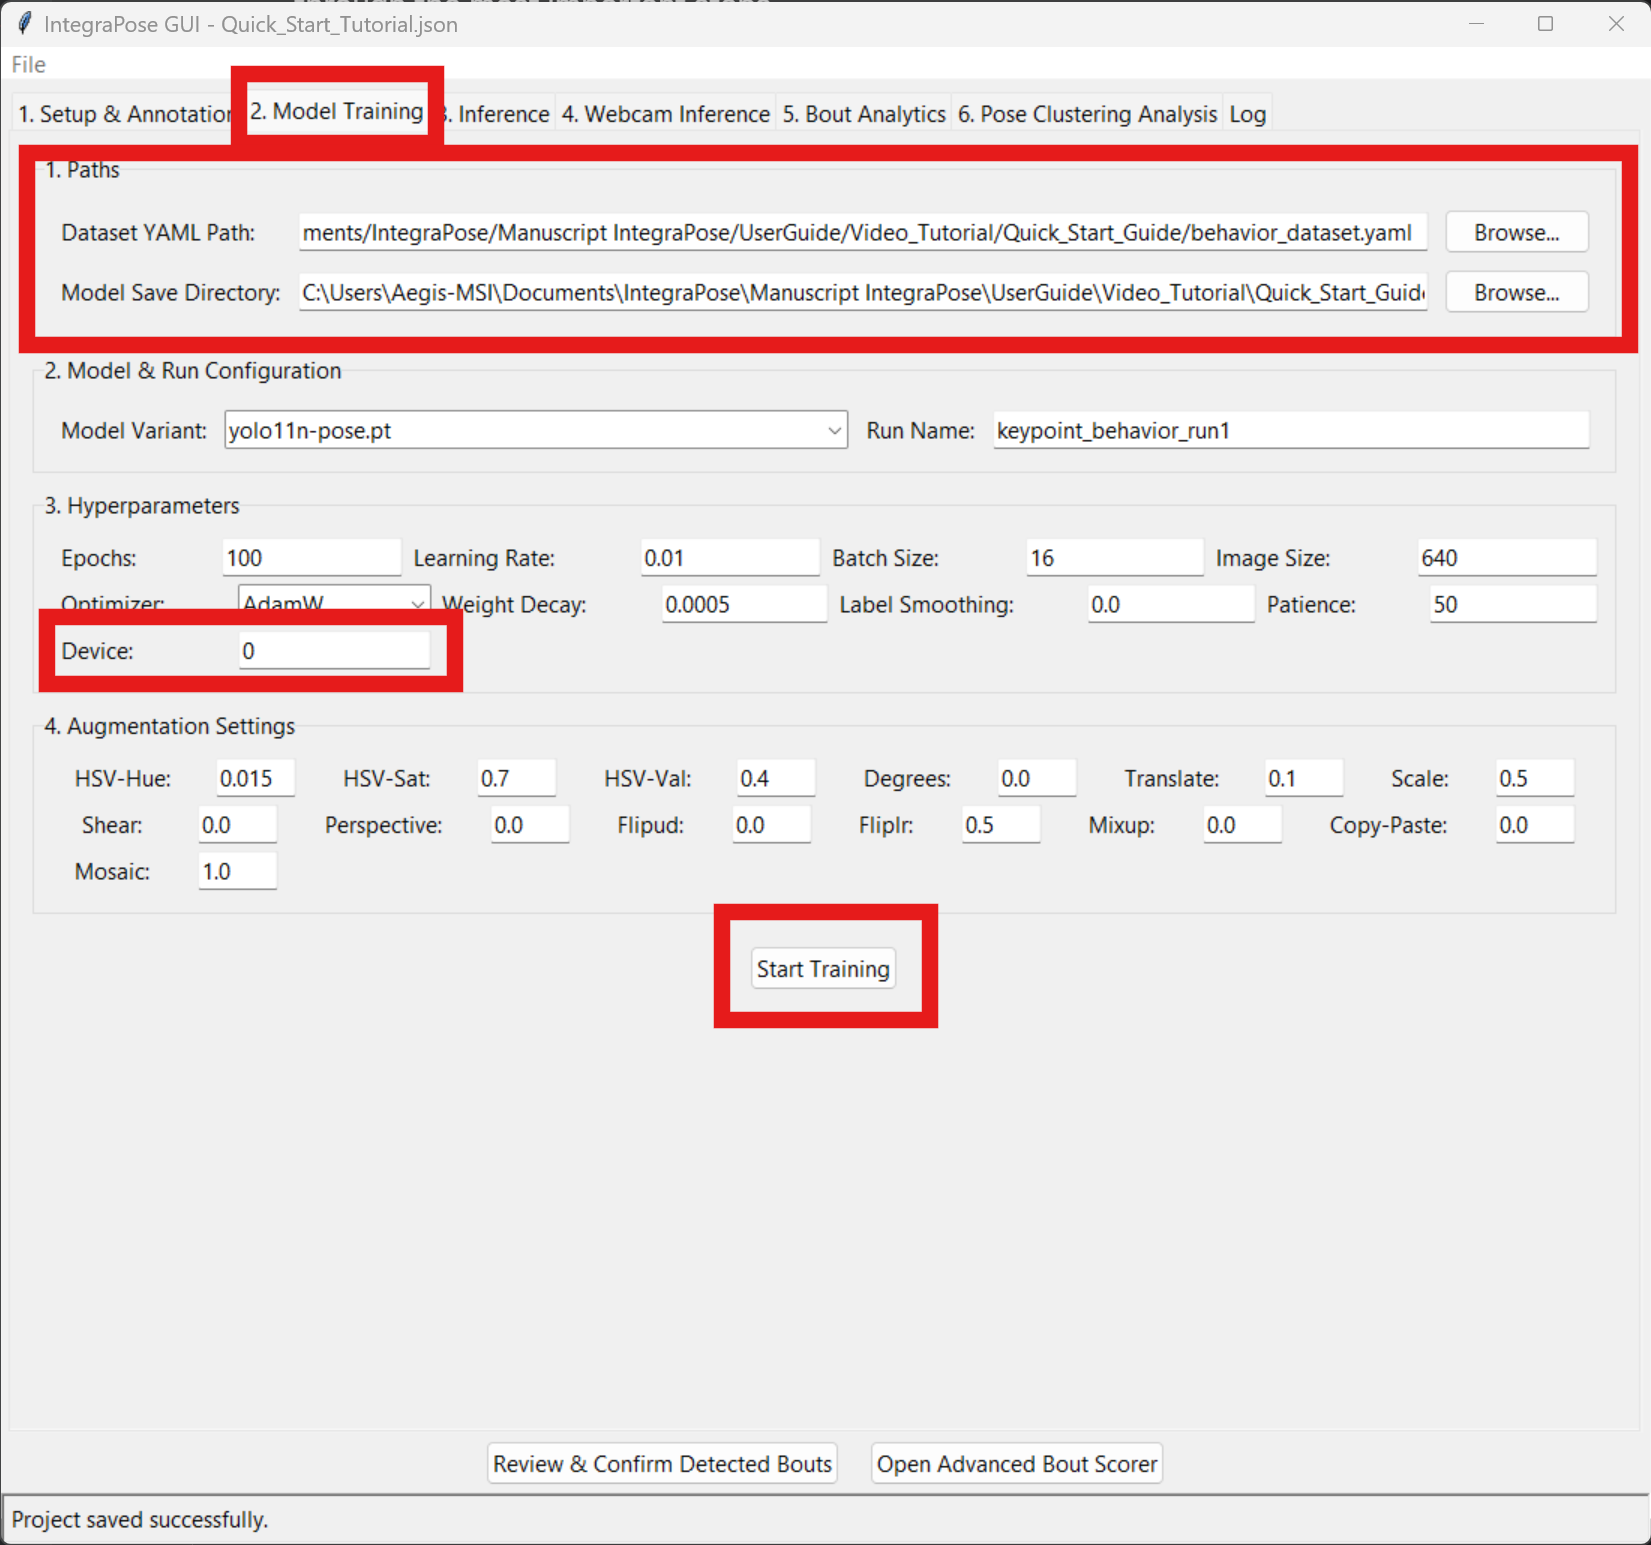 IntegraPose GUI - Quick_Start_Tutorial.json
File
1. Setup & Annotation 2. Model Training 3. Inference 4. Webcam Inference 5. Bout Analytics 6. Pose Clustering Analysis Log
1. Paths
Dataset YAML Path: ments/IntegraPose/Manuscript IntegraPose/UserGuide/Video_Tutorial/Quick_Start_Guide/behavior_dataset.yaml Browse...
Model Save Directory: C:\Users\Aegis-MSI\Documents\IntegraPose\Manuscript IntegraPose\UserGuide\Video_Tutorial\Quick_Start_Guide Browse...
2. Model & Run Configuration
Model Variant: yolo11n-pose.pt Run Name: keypoint_behavior_run1
3. Hyperparameters
Epochs: 100 Learning Rate: 0.01 Batch Size: 16 Image Size: 640
Optimizer: AdamW Weight Decay: 0.0005 Label Smoothing: 0.0 Patience: 50
Device: 0
4. Augmentation Settings
HSV-Hue: 0.015 HSV-Sat: 0.7 HSV-Val: 0.4 Degrees: 0.0 Translate: 0.1 Scale: 0.5
Shear: 0.0 Perspective: 0.0 Flipud: 0.0 Fliplr: 0.5 Mixup: 0.0 Copy-Paste: 0.0
Mosaic: 1.0
Start Training
Review & Confirm Detected Bouts Open Advanced Bout Scorer
Project saved successfully.